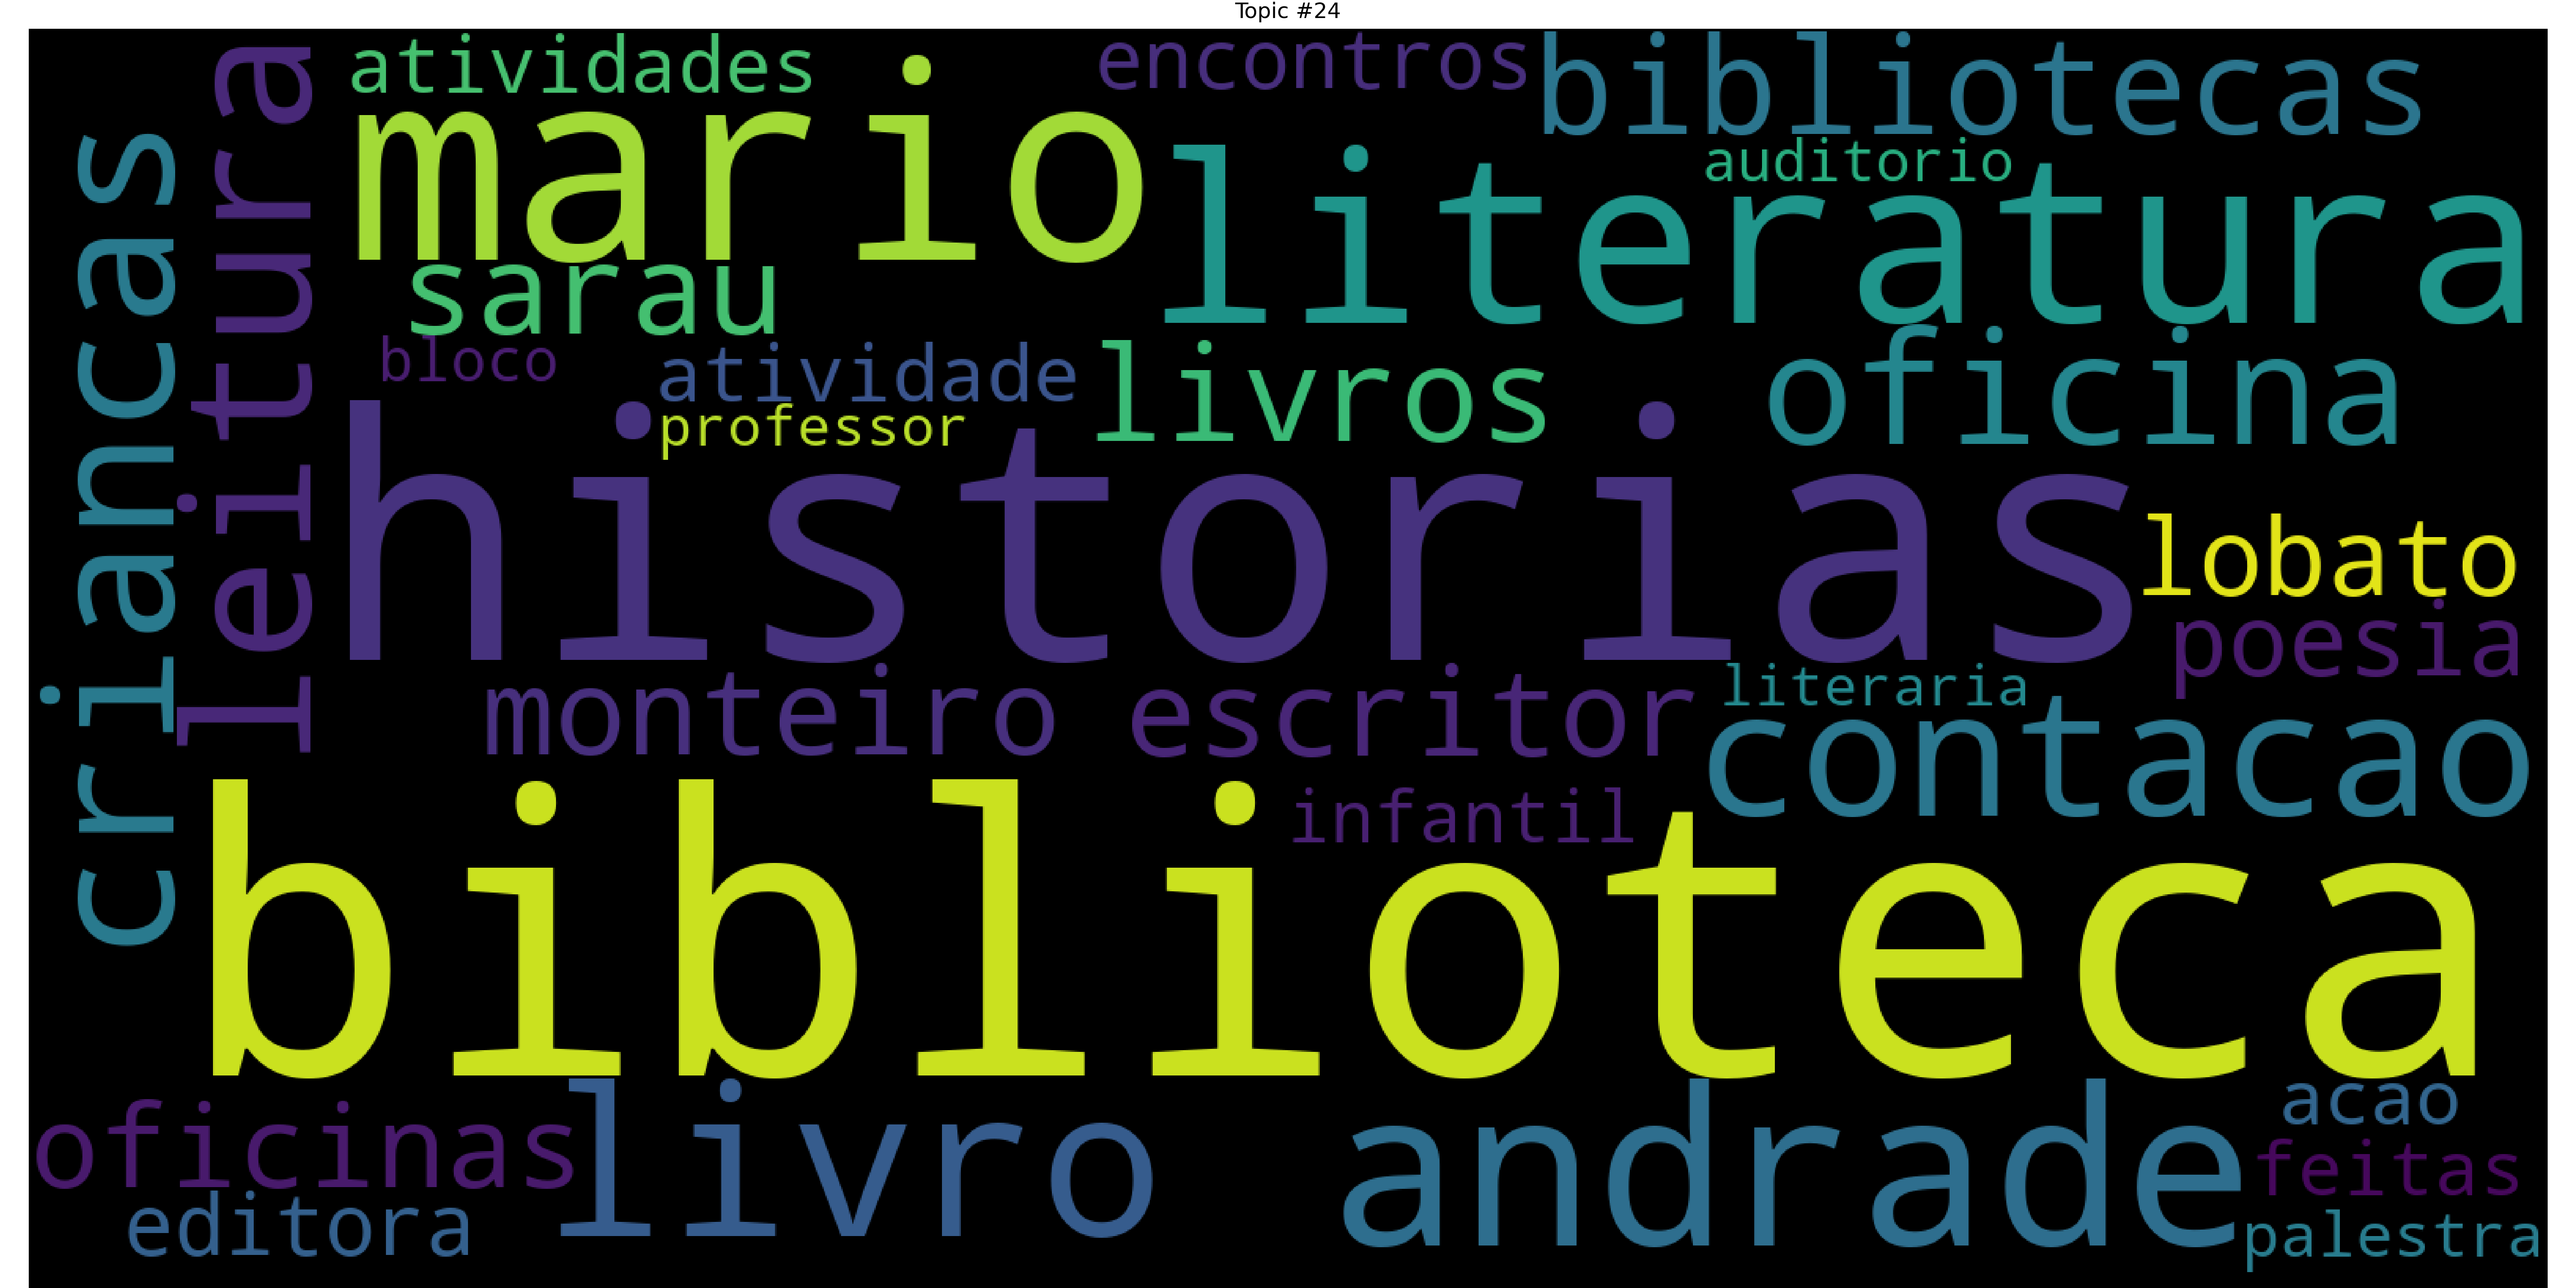 Topic #24
atividades
encontros
bibliotecas
mario
auditorio
literatura
sarau
leitura
criancas
bloco
atividade
livros
oficina
professor
historias
lobato
poesia
monteiro
escritor
literaria
contacao
infantil
biblioteca
oficinas
livro
andrade
acao
feitas
editora
palestra